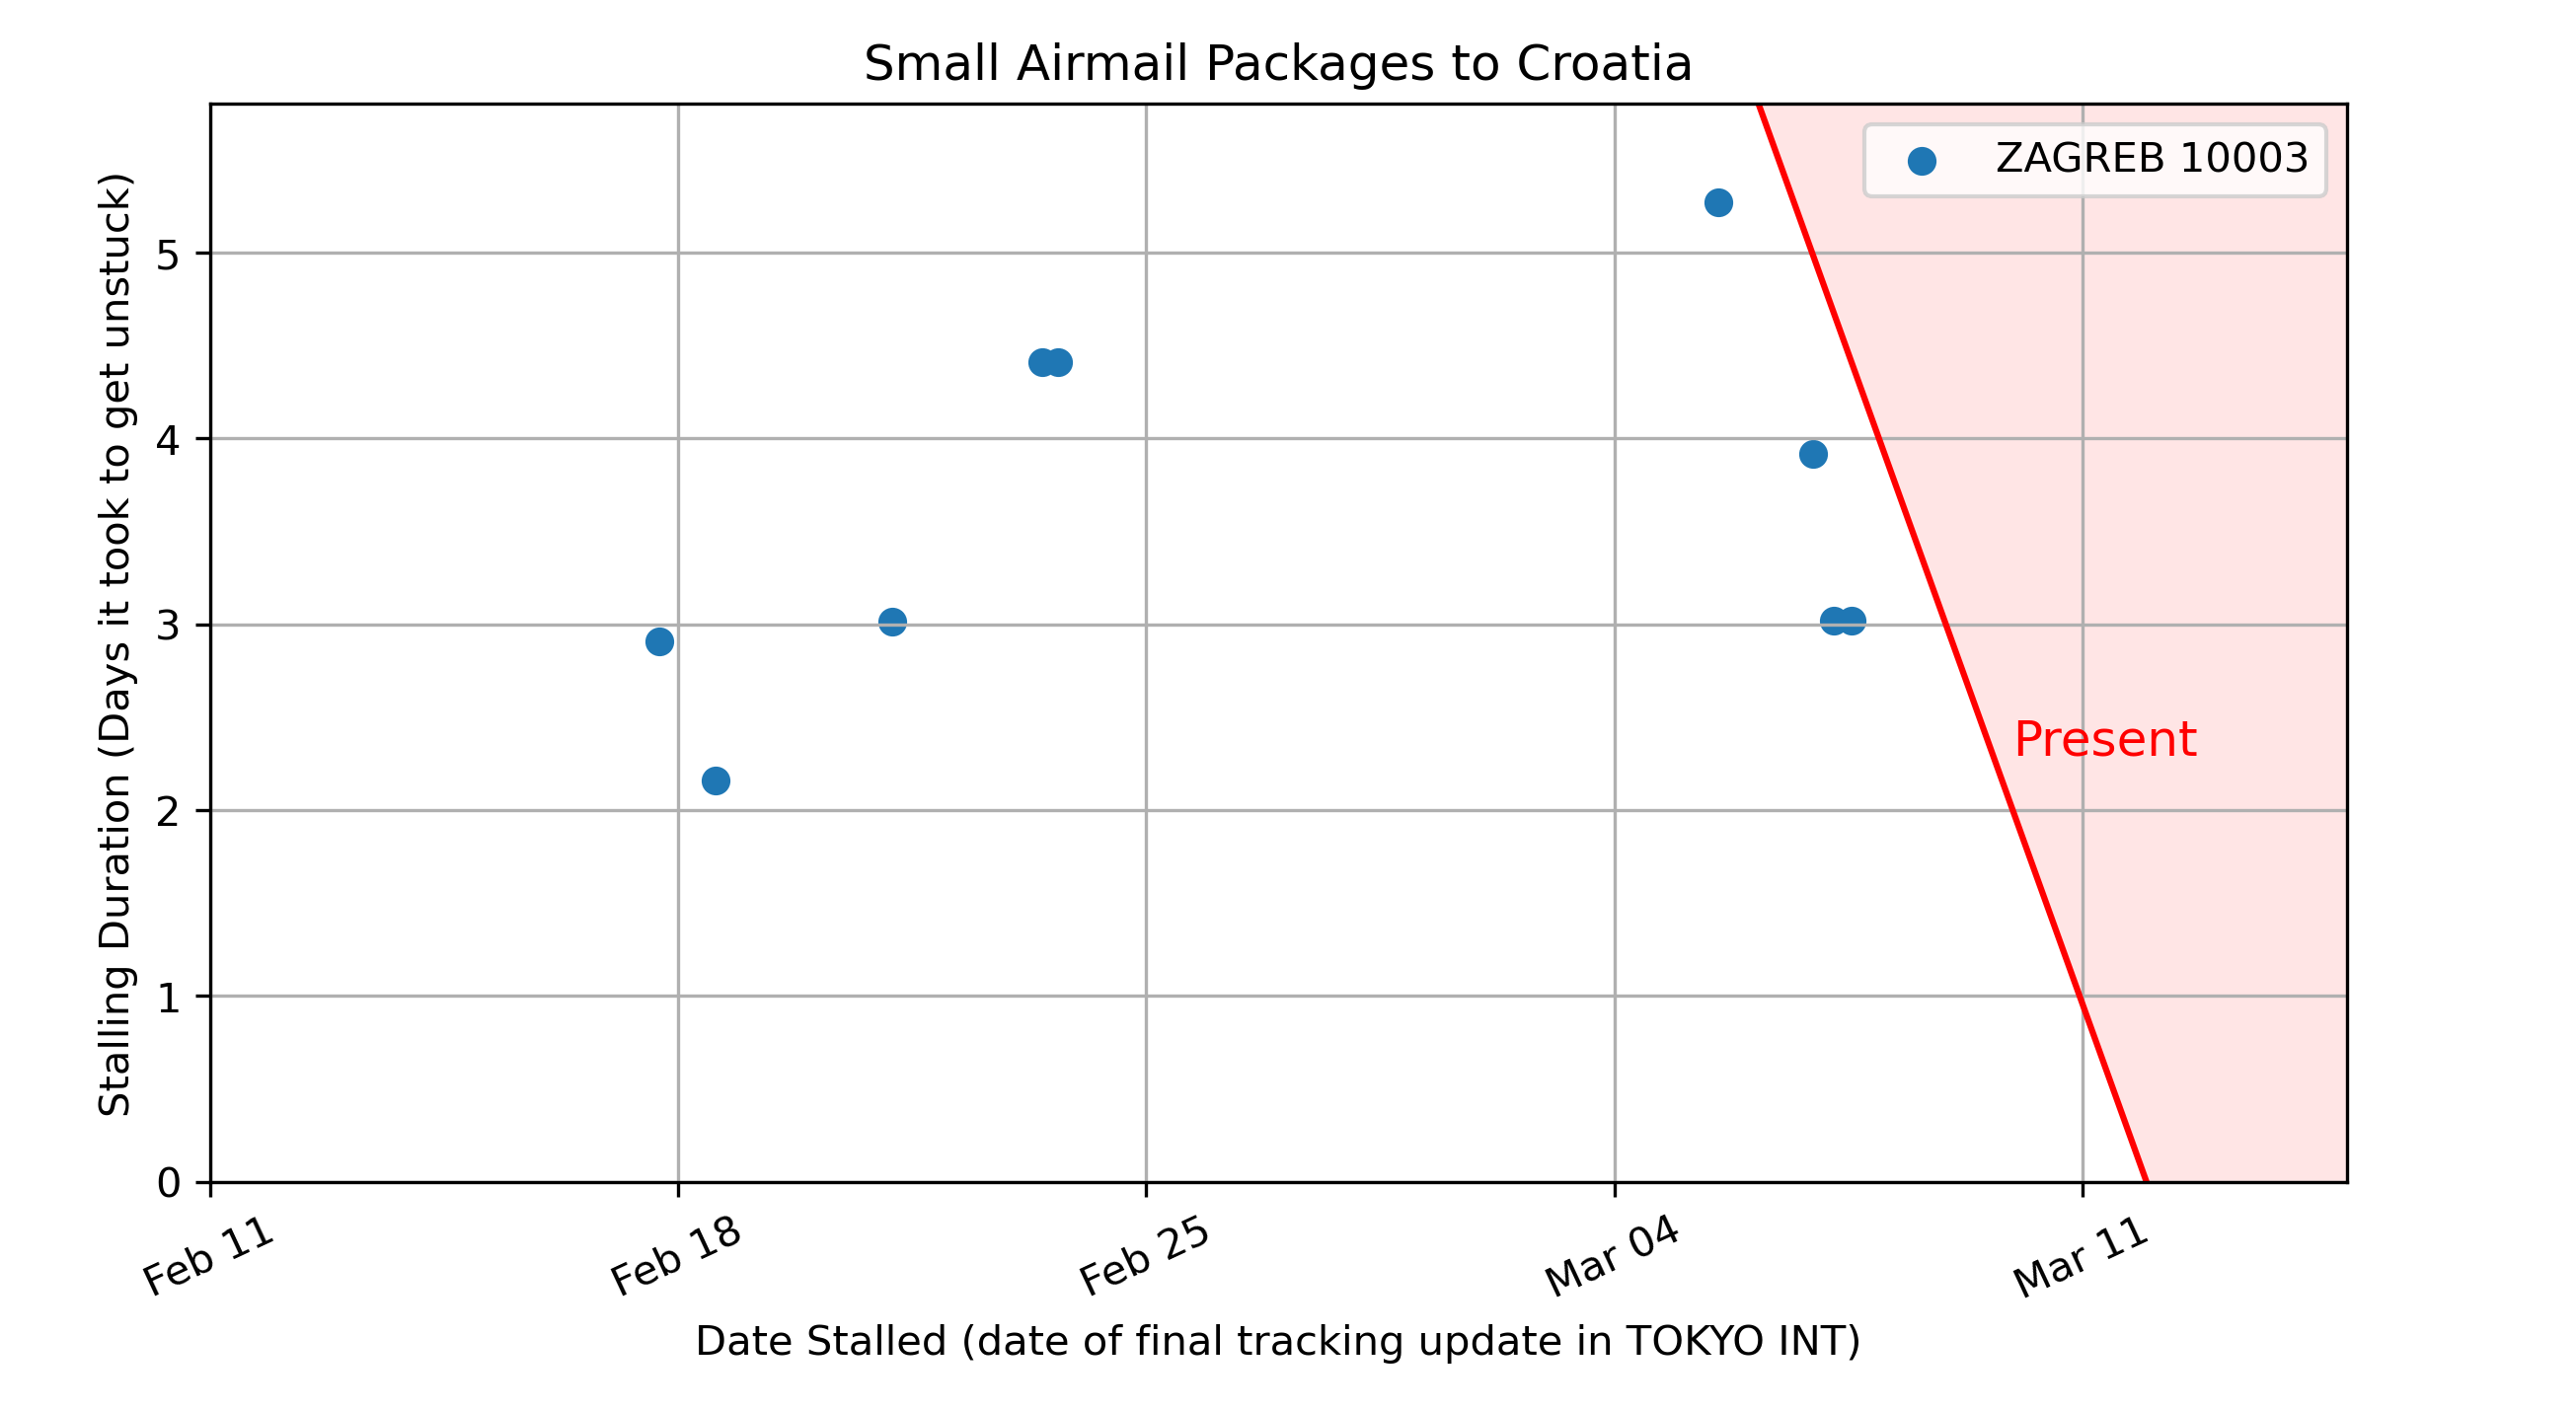 Small Airmail Packages to Croatia
ZAGREB 10003
Stalling Duration (Days it took to get unstuck)
5
4
3
2
1
0
Present
Feb 11
Feb 18
Feb 25
Mar 04
Mar 11
Date Stalled (date of final tracking update in TOKYO INT)